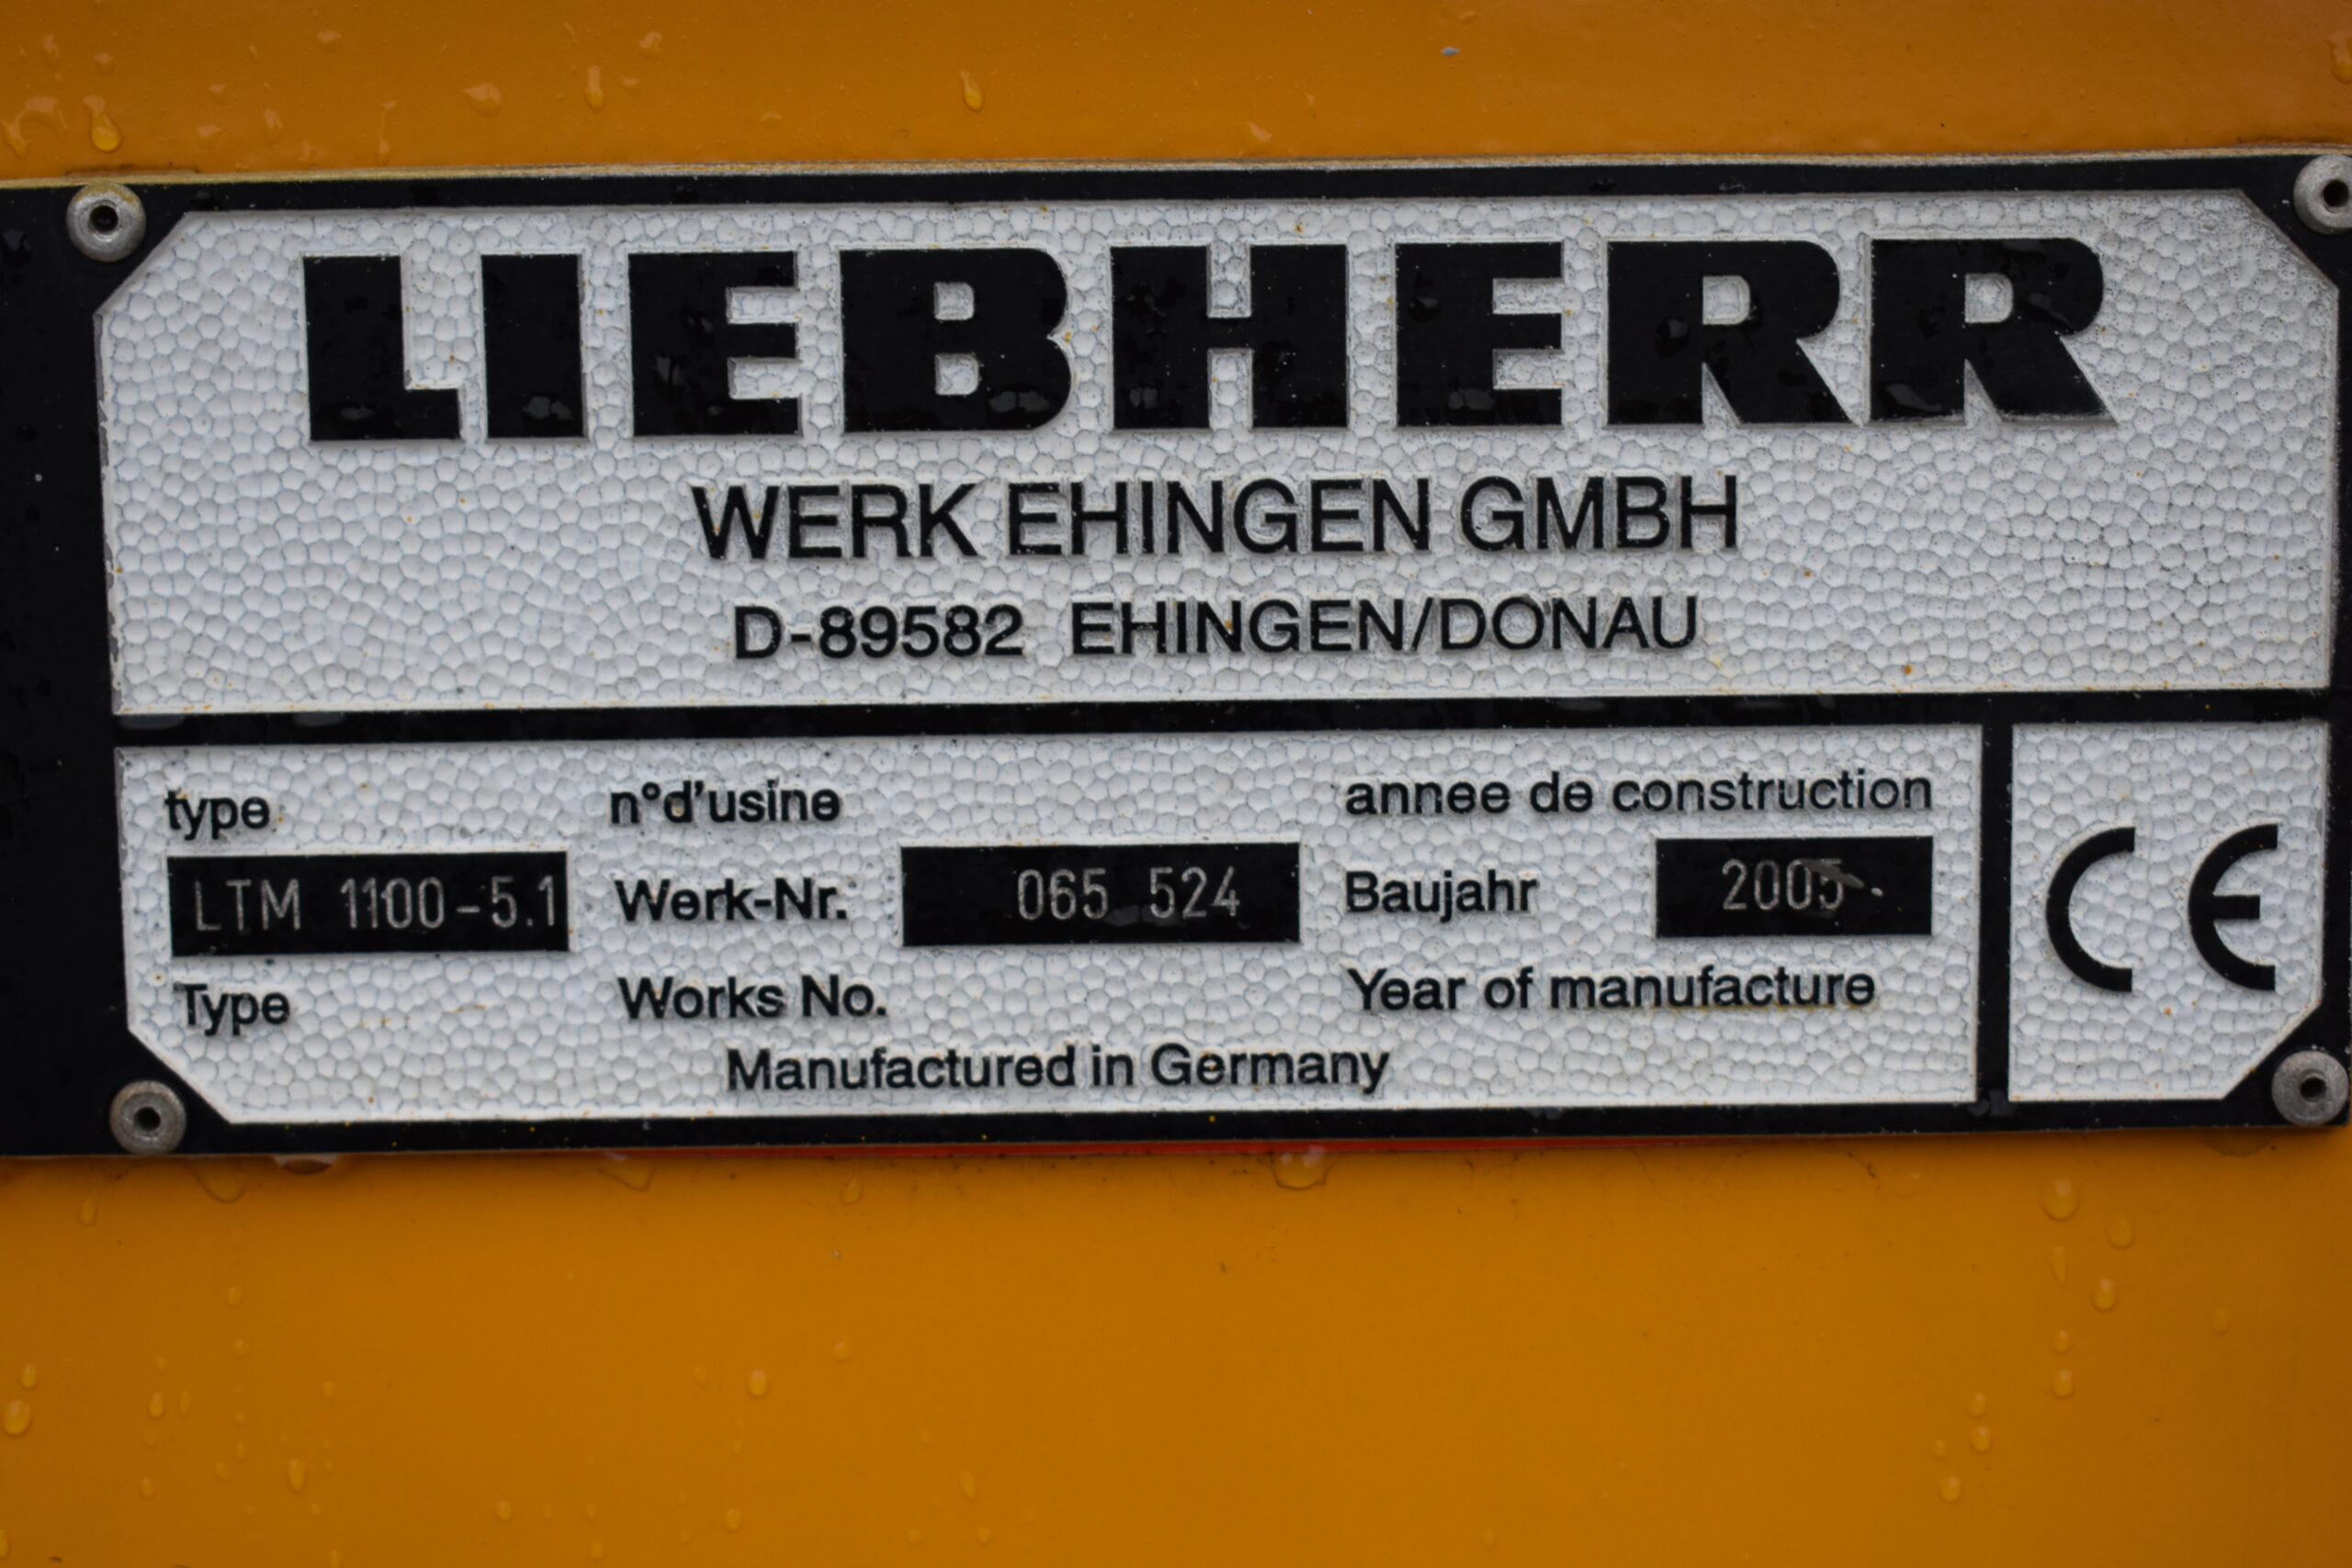 LIEBHERR
WERK EHINGEN GMBH
D-89582 EHINGEN/DONAU
type n°d'usine annee de construction
LTM 1100-5.1 Werk-Nr. 065 524 Baujahr 2005
Type Works No. Year of manufacture
Manufactured in Germany
CE